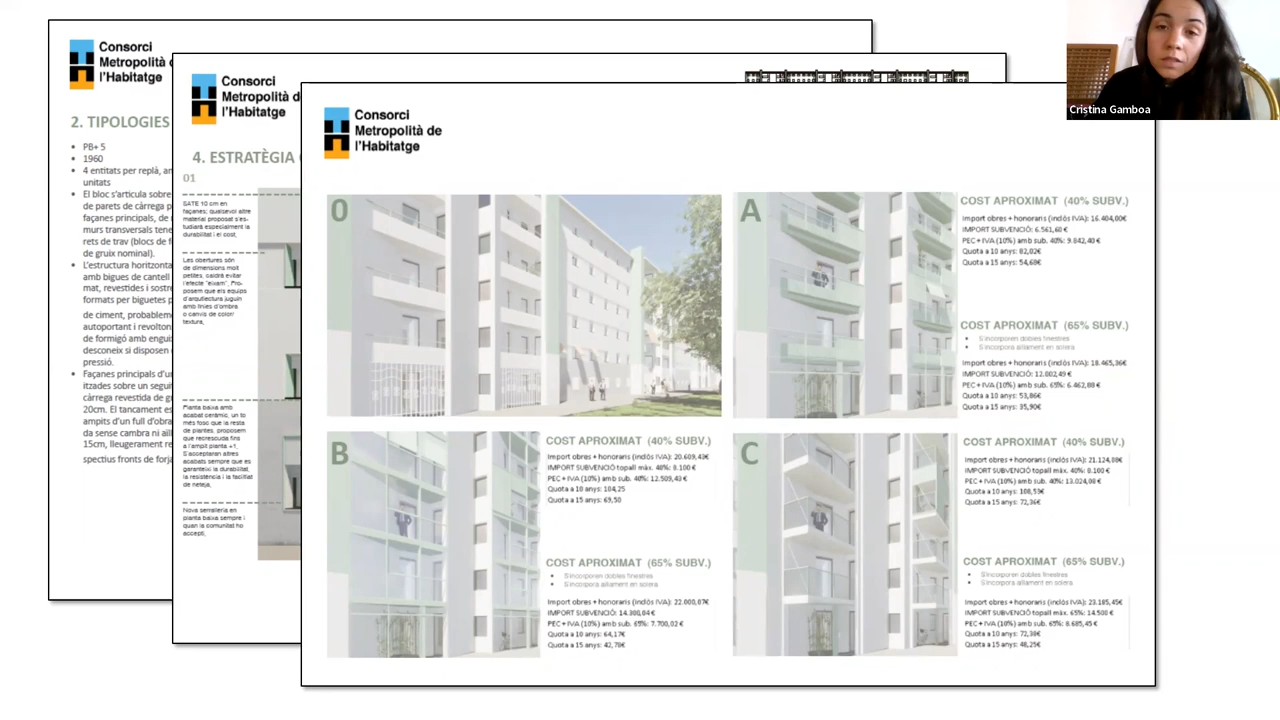 Consorci
Metropolità d
l'Habitatge
2. TIPOLOGIES
PB+ 5
1960
4 entitats per replà, an
unitats
El bloc s'articula sobre
de parets de càrrega p
façanes principals, de
murs transversals tene
rets de trav (blocs de f
de gruix nominal).
L'estructura horitzonta
amb bigues de cantell
mat, revestides i sostre
formats per biguetes p
de ciment, probableme
autoportant i revolton
de formigó amb engui
desconeix si disposen
pressió.
Façanes principals d'u
itzades sobre un segui
càrrega revestida de g
20cm. El tancament es
ampits d'un full d'obra
da sense cambra ni aïl
15cm, lleugerament re
spectius fronts de forja
Consorci
Metropolità de
l'Habitatge
4. ESTRATÈGIA
01
SATE 10 cm en
façanes; qualsevol altre
material proposat s'es-
tudiarà especialment la
durabilitat i el cost.
Les obertures són
de dimensions molt
petites, caldrà evitar
l'efecte "eixam". Pro-
posem que els equips
d'arquitectura juguin
amb línies d'ombra
o canvis de color/
textura.
Planta baixa amb
acabat ceràmic, un to
més fosc que la resta
de plantes, proposem
que recrescuda fins
a l'ampit planta +1.
S'acceptaran altres
acabats sempre que es
garanteixi la durabilitat,
la resistència i la facilitat
de neteja.
Nova serralleria en
planta baixa sempre i
quan la comunitat ho
accepti.
Consorci
Metropolità de
l'Habitatge
0
A
COST APROXIMAT (40% SUBV.)
Import obres + honoraris (inclòs IVA): 16.404,00€
IMPORT SUBVENCIÓ: 6.561,60 €
PEC + IVA (10%) amb sub. 40%: 9.842,40 €
Quota a 10 anys: 82,02€
Quota a 15 anys: 54,68€
COST APROXIMAT (65% SUBV.)
S'incorporen dobles finestres
S'incorpora aïllament en solera
Import obres + honoraris (inclòs IVA): 18.465,36€
IMPORT SUBVENCIÓ: 12.002,49 €
PEC + IVA (10%) amb sub. 65%: 6.462,88 €
Quota a 10 anys: 53,86€
Quota a 15 anys: 35,90€
B
COST APROXIMAT (40% SUBV.)
Import obres + honoraris (inclòs IVA): 20.609,43€
IMPORT SUBVENCIÓ topall màx. 40%: 8.100 €
PEC + IVA (10%) amb sub. 40%: 12.509,43 €
Quota a 10 anys: 104,25
Quota a 15 anys: 69,50
COST APROXIMAT (65% SUBV.)
S'incorporen dobles finestres
S'incorpora aïllament en solera
Import obres + honoraris (inclòs IVA): 22.000,07€
IMPORT SUBVENCIÓ: 14.300,04 €
PEC + IVA (10%) amb sub. 65%: 7.700,02 €
Quota a 10 anys: 64,17€
Quota a 15 anys: 42,78€
C
COST APROXIMAT (40% SUBV.)
Import obres + honoraris (inclòs IVA): 21.124,08€
IMPORT SUBVENCIÓ topall màx. 40%: 8.100 €
PEC + IVA (10%) amb sub. 40%: 13.024,08 €
Quota a 10 anys: 108,53€
Quota a 15 anys: 72,36€
COST APROXIMAT (65% SUBV.)
S'incorporen dobles finestres
S'incorpora aïllament en solera
Import obres + honoraris (inclòs IVA): 23.185,45€
IMPORT SUBVENCIÓ topall màx. 65%: 14.500 €
PEC + IVA (10%) amb sub. 65%: 8.685,45 €
Quota a 10 anys: 72,38€
Quota a 15 anys: 48,25€
Cristina Gamboa